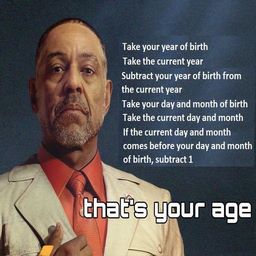 Take your year of birth
Take the current year
Subtract your year of birth from
the current year
Take your day and month of birth
Take the current day and month
If the current day and month
comes before your day and month
of birth, subtract 1
that's your age